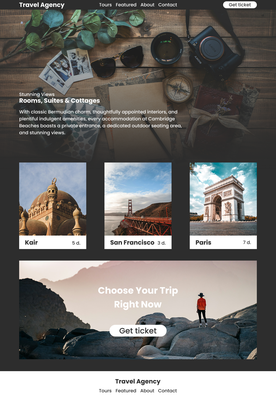 Travel Agency
Tours Featured About Contact
Get ticket
Stunning Views
Rooms, Suites & Cottages
With classic Bermudian charm, thoughtfully appointed interiors, and
plentiful indulgent amenities, every accommodation at Cambridge
Beaches boasts a private entrance, a dedicated outdoor seating area,
and stunning views.
Kair 5 d.
San Francisco 3 d.
Paris 7 d.
Choose Your Trip
Right Now
Get ticket
Travel Agency
Tours Featured About Contact